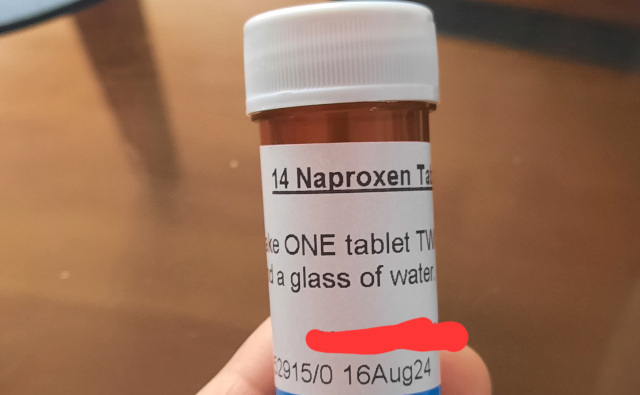 14 Naproxen Ta
ke ONE tablet TW
d a glass of water.
2915/0 16Aug24